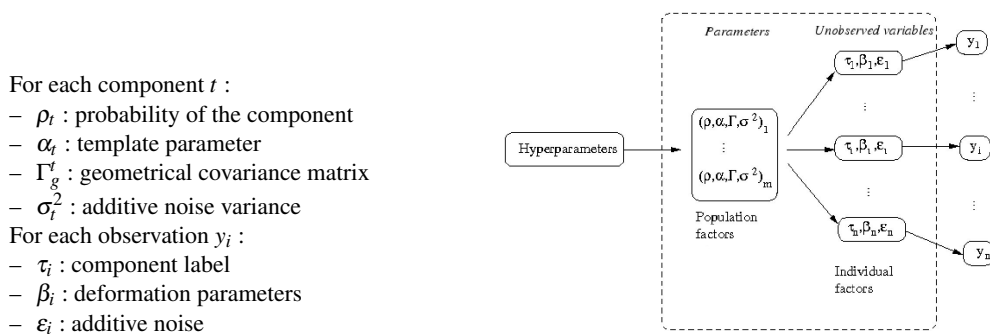 For each component t :
– ρₜ : probability of the component
– αₜ : template parameter
– Γᵗg : geometrical covariance matrix
– σ²ₜ : additive noise variance
For each observation yᵢ :
– τᵢ : component label
– βᵢ : deformation parameters
– εᵢ : additive noise
Hyperparameters
Parameters
(ρ,α,Γ,σ²)₁
⋮
(ρ,α,Γ,σ²)ₘ
Population
factors
Unobserved variables
τ₁,β₁,ε₁
⋮
τᵢ,βᵢ,εᵢ
⋮
τₙ,βₙ,εₙ
Individual
factors
y₁
⋮
yᵢ
⋮
yₙ